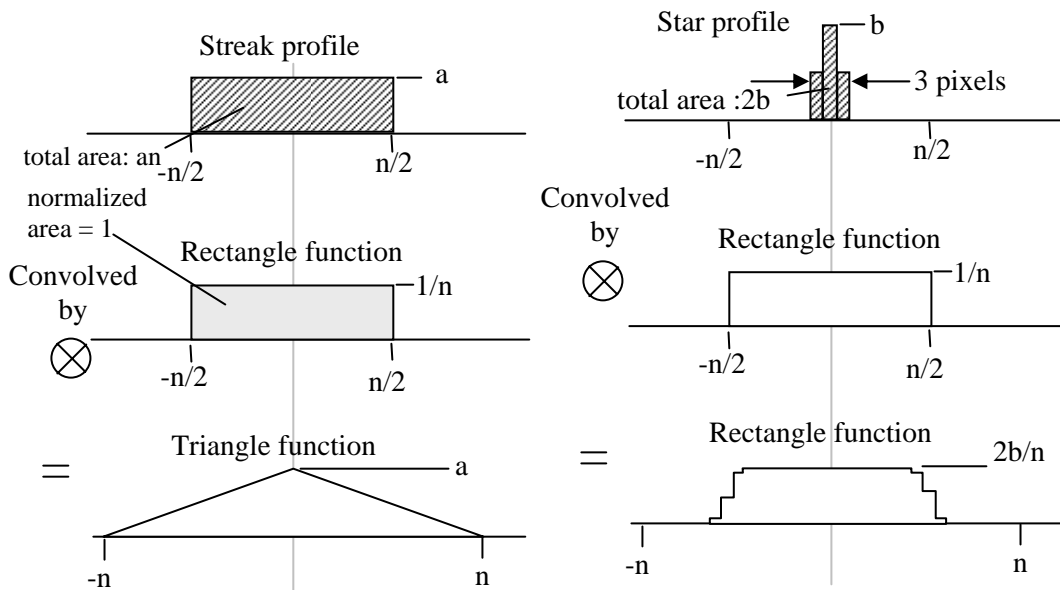 Streak profile
a
total area: an
-n/2
n/2
normalized
area = 1
Rectangle function
Convolved
by
1/n
-n/2
n/2
=
Triangle function
a
-n
n
Star profile
b
3 pixels
total area :2b
-n/2
n/2
Convolved
by
Rectangle function
1/n
-n/2
n/2
=
Rectangle function
2b/n
-n
n